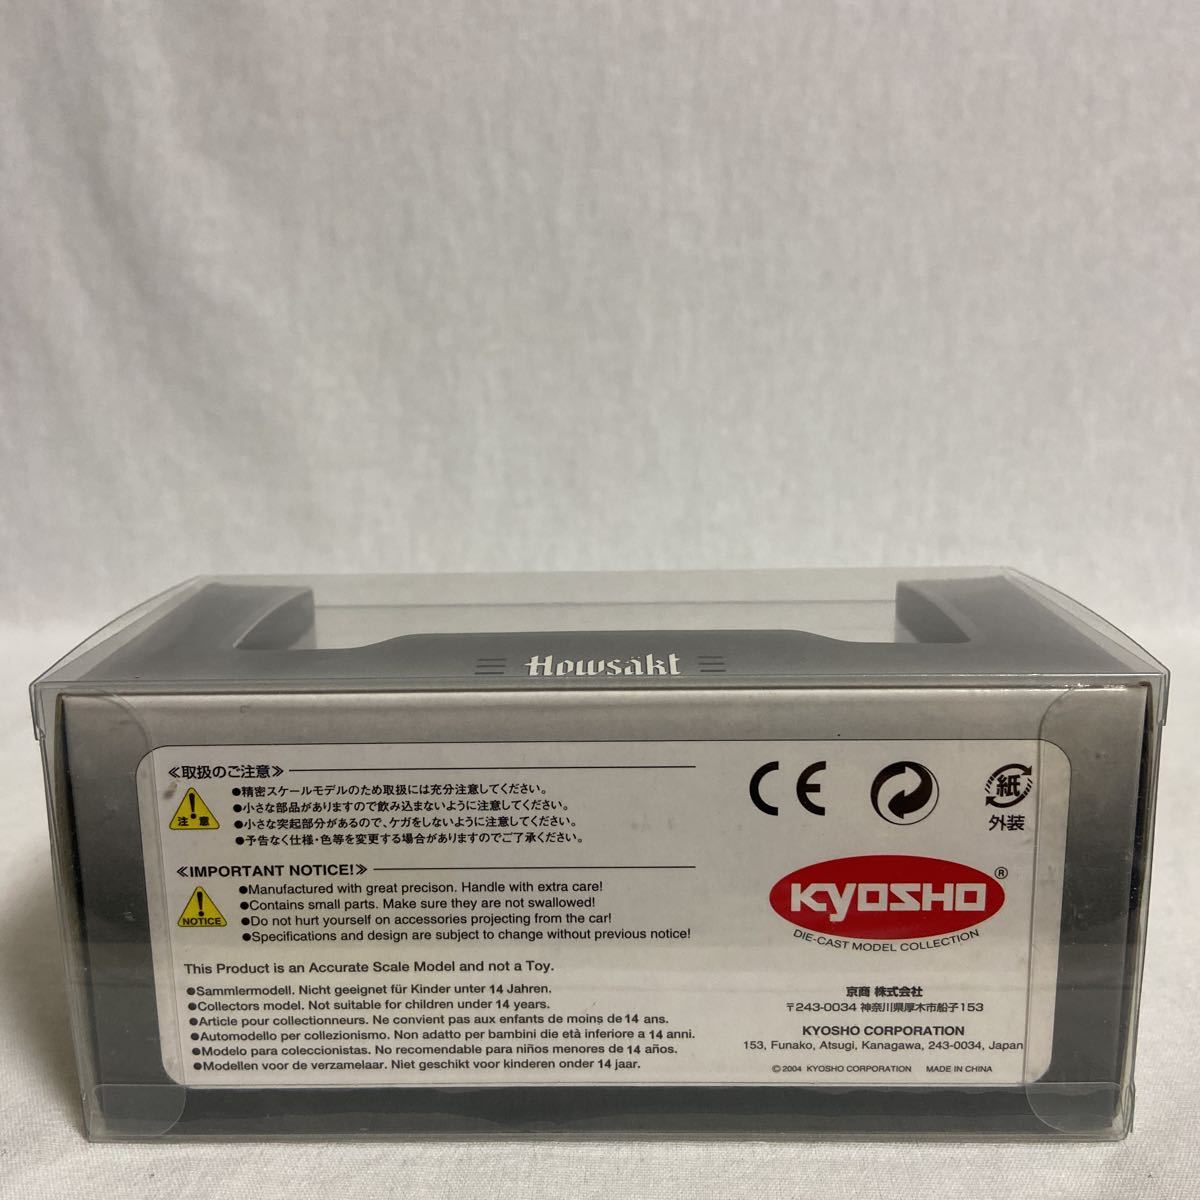 Howsäkt
≪取扱のご注意≫
注 意
●精密スケールモデルのため取扱には充分注意してください。
●小さな部品がありますので飲み込まないように注意してください。
●小さな突起部分があるので、ケガをしないように注意してください。
●予告なく仕様・色等を変更する場合がありますのでご了承ください。
≪IMPORTANT NOTICE!≫
NOTICE
●Manufactured with great precison. Handle with extra care!
●Contains small parts. Make sure they are not swallowed!
●Do not hurt yourself on accessories projecting from the car!
●Specifications and design are subject to change without previous notice!
This Product is an Accurate Scale Model and not a Toy.
●Sammlermodell. Nicht geeignet für Kinder unter 14 Jahren.
●Collectors model. Not suitable for children under 14 years.
●Article pour collectionneurs. Ne convient pas aux enfants de moins de 14 ans.
●Automodello per collezionismo. Non adatto per bambini die età inferiore a 14 anni.
●Modelo para coleccionistas. No recomendable para niños menores de 14 años.
●Modellen voor de verzamelaar. Niet geschikt voor kinderen onder 14 jaar.
CE
紙
外装
KYOSHO ®
DIE-CAST MODEL COLLECTION
京商 株式会社
〒243-0034 神奈川県厚木市船子153
KYOSHO CORPORATION
153, Funako, Atsugi, Kanagawa, 243-0034, Japan
© 2004 KYOSHO CORPORATION MADE IN CHINA